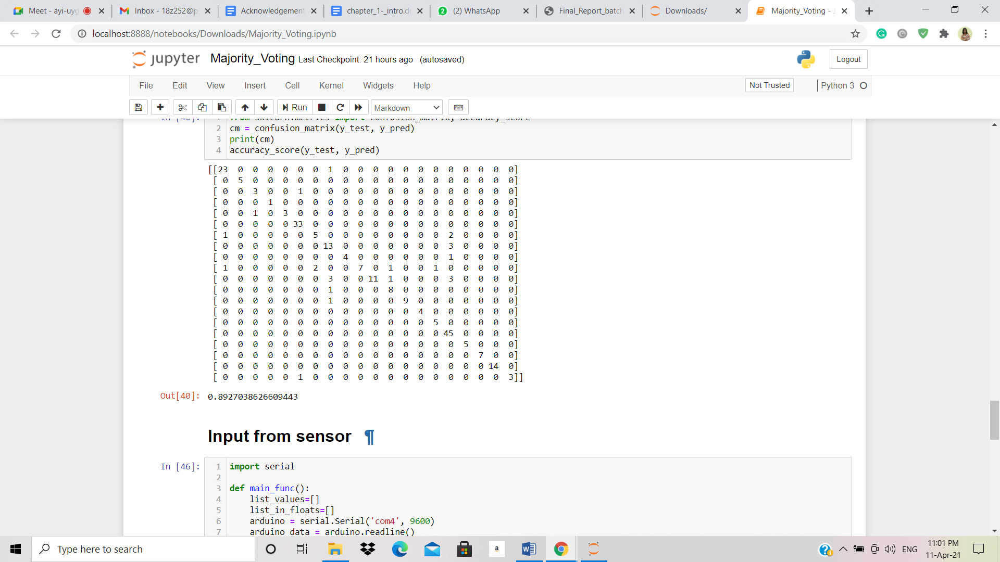 Meet - ayi-uyg
Inbox - 18z252@p
Acknowledgement
chapter_1-_intro.d
(2) WhatsApp
Final_Report_batch
Downloads/
Majority_Voting -
localhost:8888/notebooks/Downloads/Majority_Voting.ipynb
jupyter Majority_Voting Last Checkpoint: 21 hours ago (autosaved)
Logout
File Edit View Insert Cell Kernel Widgets Help
Not Trusted Python 3
Run Markdown
In [40]: 1 from sklearn.metrics import confusion_matrix, accuracy_score
2 cm = confusion_matrix(y_test, y_pred)
3 print(cm)
4 accuracy_score(y_test, y_pred)
[[23 0 0 0 0 0 0 1 0 0 0 0 0 0 0 0 0 0 0 0]
[ 0 5 0 0 0 0 0 0 0 0 0 0 0 0 0 0 0 0 0 0]
[ 0 0 3 0 0 1 0 0 0 0 0 0 0 0 0 0 0 0 0 0]
[ 0 0 0 1 0 0 0 0 0 0 0 0 0 0 0 0 0 0 0 0]
[ 0 0 1 0 3 0 0 0 0 0 0 0 0 0 0 0 0 0 0 0]
[ 0 0 0 0 0 33 0 0 0 0 0 0 0 0 0 0 0 0 0 0]
[ 1 0 0 0 0 0 5 0 0 0 0 0 0 0 0 2 0 0 0 0]
[ 0 0 0 0 0 0 0 13 0 0 0 0 0 0 0 3 0 0 0 0]
[ 0 0 0 0 0 0 0 0 4 0 0 0 0 0 0 1 0 0 0 0]
[ 1 0 0 0 0 0 2 0 0 7 0 1 0 0 1 0 0 0 0 0]
[ 0 0 0 0 0 0 0 3 0 0 11 1 0 0 0 3 0 0 0 0]
[ 0 0 0 0 0 0 0 1 0 0 0 8 0 0 0 0 0 0 0 0]
[ 0 0 0 0 0 0 0 1 0 0 0 0 9 0 0 0 0 0 0 0]
[ 0 0 0 0 0 0 0 0 0 0 0 0 0 4 0 0 0 0 0 0]
[ 0 0 0 0 0 0 0 0 0 0 0 0 0 0 5 0 0 0 0 0]
[ 0 0 0 0 0 0 0 0 0 0 0 0 0 0 0 45 0 0 0 0]
[ 0 0 0 0 0 0 0 0 0 0 0 0 0 0 0 0 5 0 0 0]
[ 0 0 0 0 0 0 0 0 0 0 0 0 0 0 0 0 0 7 0 0]
[ 0 0 0 0 0 0 0 0 0 0 0 0 0 0 0 0 0 0 14 0]
[ 0 0 0 0 0 1 0 0 0 0 0 0 0 0 0 0 0 0 0 3]]
Out[40]: 0.8927038626609443
Input from sensor ¶
In [46]: 1 import serial
2
3 def main_func():
4 list_values=[]
5 list_in_floats=[]
6 arduino = serial.Serial('com4', 9600)
7 arduino_data = arduino.readline()
Type here to search
a
W
ENG
11:01 PM
11-Apr-21